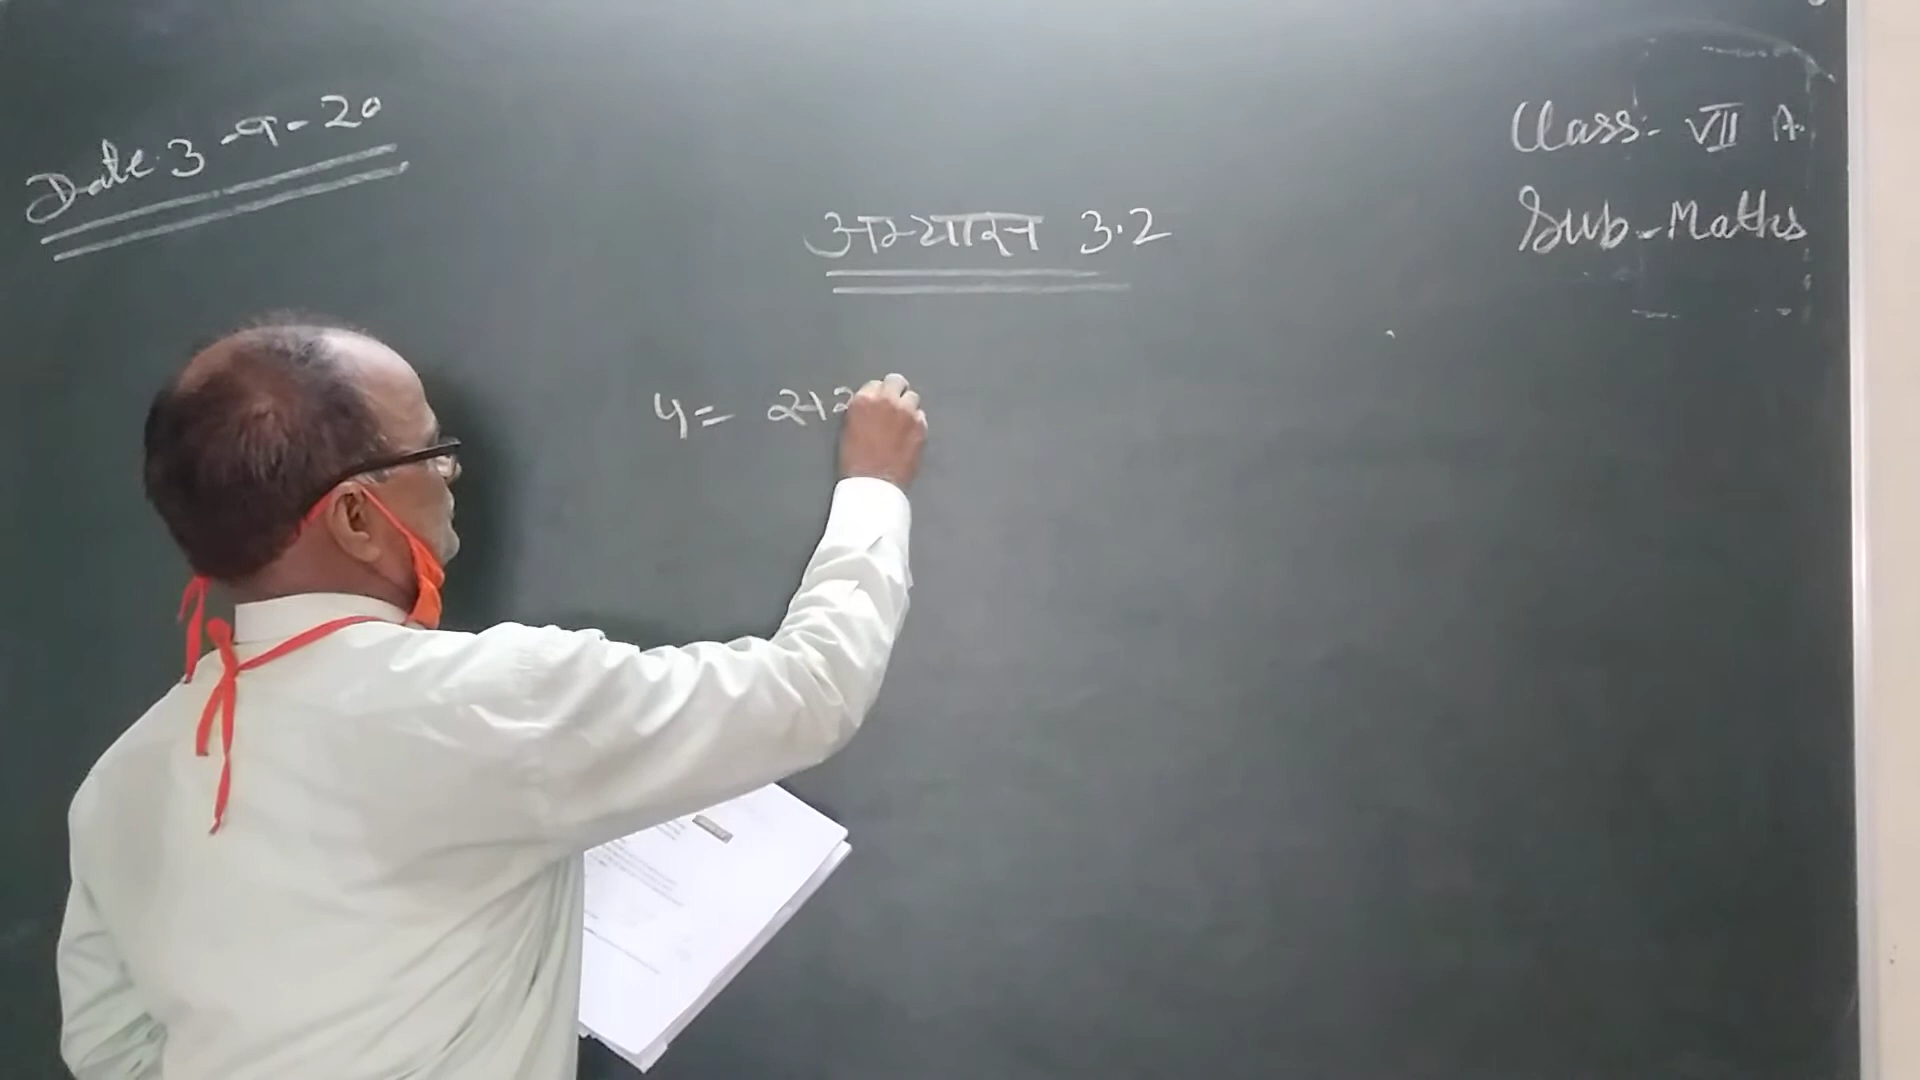 Date 3-9-20
Class:- VII A.
Sub-Maths
अभ्यास 3.2
4=